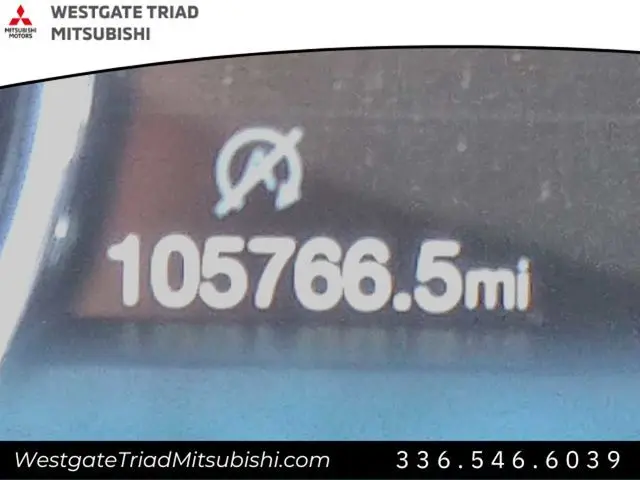 WESTGATE TRIAD
MITSUBISHI
MITSUBISHI
MOTORS
A
105766.5mi
WestgateTriadMitsubishi.com
336.546.6039